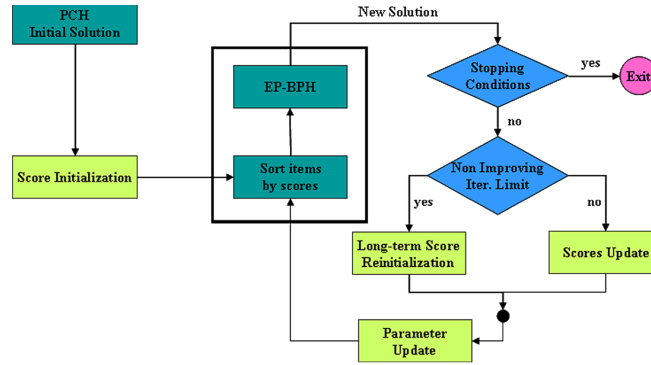 PCH
Initial Solution
New Solution
Stopping
Conditions
yes
Exit
EP-BPH
no
Score Initialization
Sort items
by scores
Non Improving
Iter. Limit
yes
no
Long-term Score
Reinitialization
Scores Update
Parameter
Update